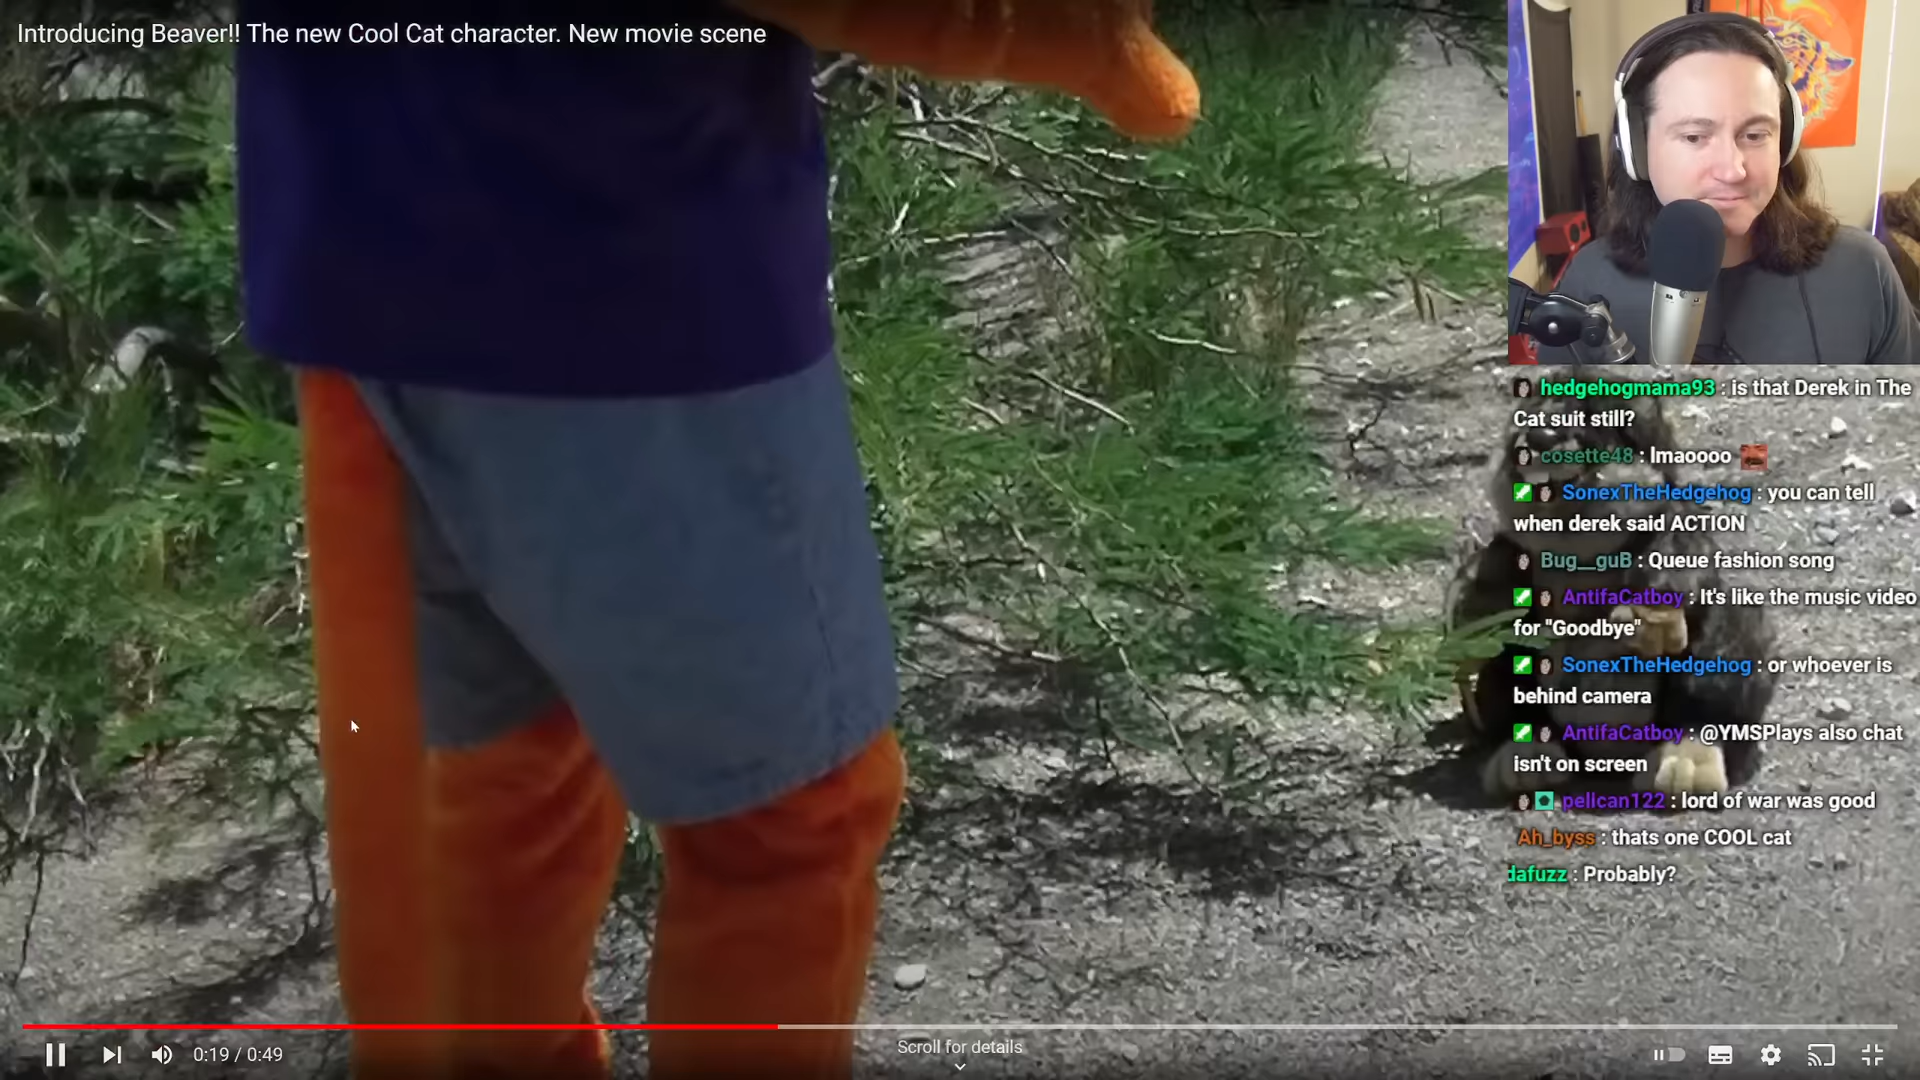 Introducing Beaver!! The new Cool Cat character. New movie scene
hedgehogmama93 : is that Derek in The
Cat suit still?
cosette48 : lmaoooo
SonexTheHedgehog : you can tell
when derek said ACTION
Bug__guB : Queue fashion song
AntifaCatboy : It's like the music video
for "Goodbye"
SonexTheHedgehog : or whoever is
behind camera
AntifaCatboy : @YMSPlays also chat
isn't on screen
pelican122 : lord of war was good
Ah_byss : thats one COOL cat
dafuzz : Probably?
0:19 / 0:49
Scroll for details